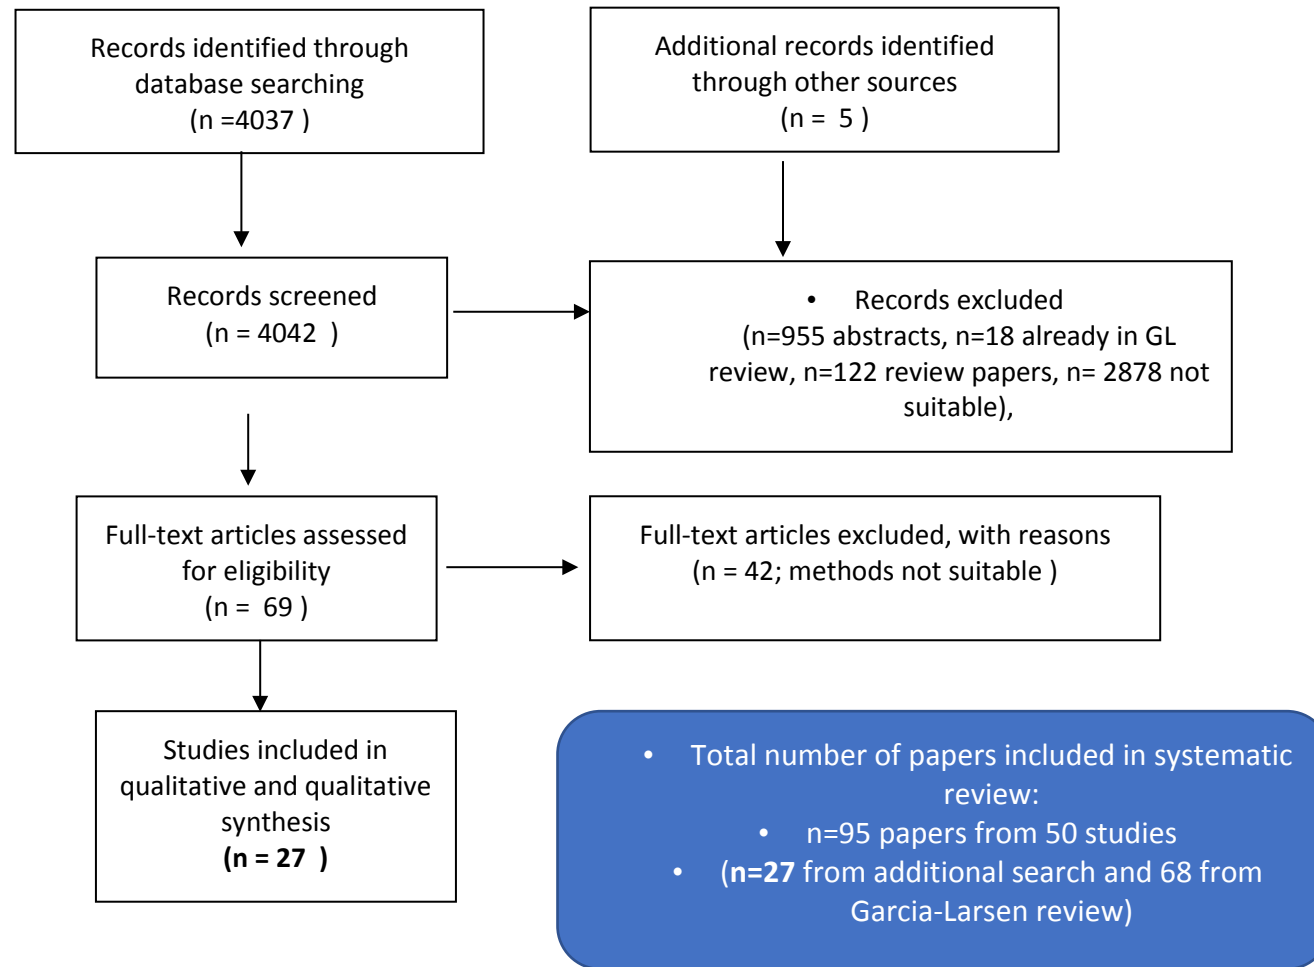 Records identified through
database searching
(n =4037 )
Additional records identified
through other sources
(n = 5 )
Records screened
(n = 4042 )
• Records excluded
(n=955 abstracts, n=18 already in GL
review, n=122 review papers, n= 2878 not
suitable),
Full-text articles assessed
for eligibility
(n = 69 )
Full-text articles excluded, with reasons
(n = 42; methods not suitable )
Studies included in
qualitative and qualitative
synthesis
(n = 27 )
• Total number of papers included in systematic
review:
• n=95 papers from 50 studies
• (n=27 from additional search and 68 from
Garcia-Larsen review)